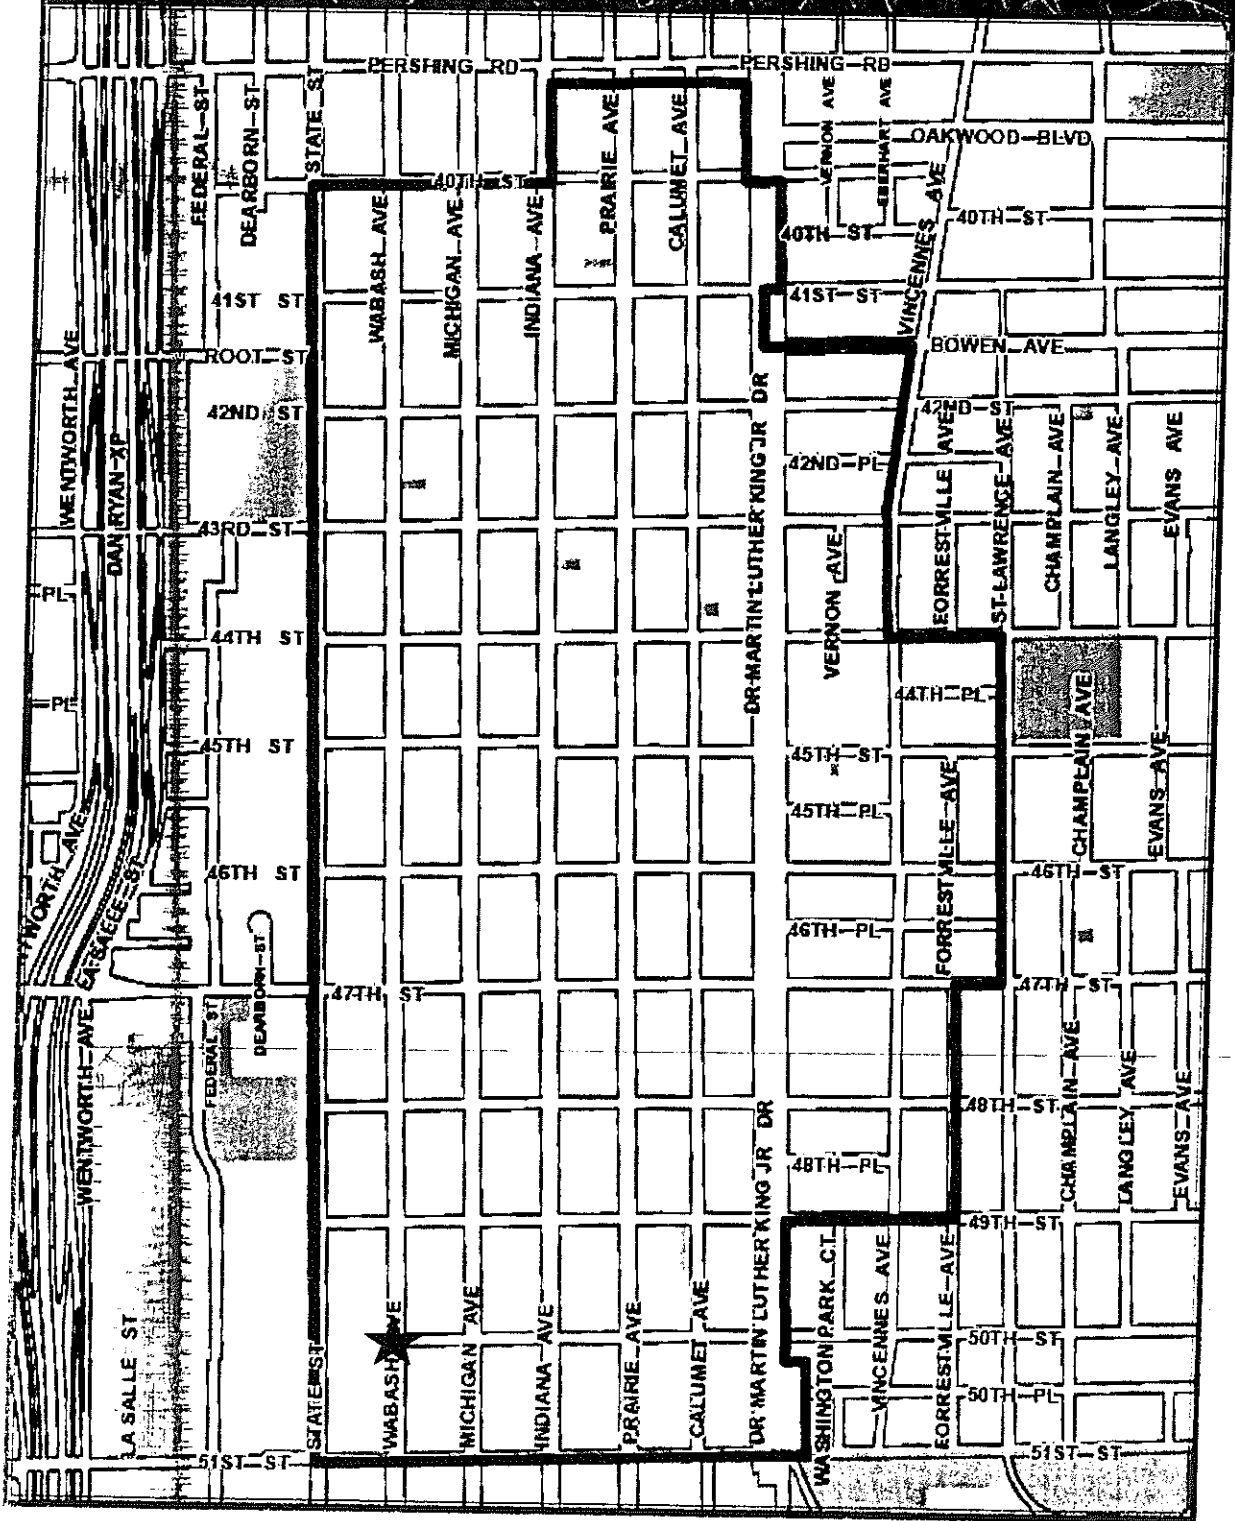 PERSHING RD
PERSHING RD
FEDERAL ST
DEARBORN ST
STATE ST
PRAIRIE AVE
CALUMET AVE
VERNON AVE
EBERHART AVE
OAKWOOD BLVD
40TH ST
WABASH AVE
MICHIGAN AVE
INDIANA AVE
40TH ST
VINCENNES AVE
40TH ST
41ST ST
41ST ST
WENTWORTH AVE
ROOT ST
BOWEN AVE
42ND ST
DR MARTIN LUTHER KING JR DR
42ND ST
DAN RYAN XP
42ND PL
FORRESTVILLE AVE
ST LAWRENCE AVE
CHAMPLAIN AVE
LANGLEY AVE
EVANS AVE
43RD ST
VERNON AVE
PL
44TH ST
44TH PL
PL
CHAMPLAIN AVE
45TH ST
45TH ST
EVANS AVE
45TH PL
FORRESTVILLE AVE
WORTH AVE
46TH ST
46TH ST
46TH PL
DEARBORN ST
47TH ST
47TH ST
WENTWORTH AVE
FEDERAL ST
CHAMPLAIN AVE
LANGLEY AVE
EVANS AVE
48TH ST
DR MARTIN LUTHER KING JR DR
48TH PL
49TH ST
WASHINGTON PARK CT
VINCENNES AVE
FORRESTVILLE AVE
LA SALLE ST
STATE ST
WABASH AVE
MICHIGAN AVE
INDIANA AVE
PRAIRIE AVE
CALUMET AVE
50TH ST
50TH PL
51ST ST
51ST ST